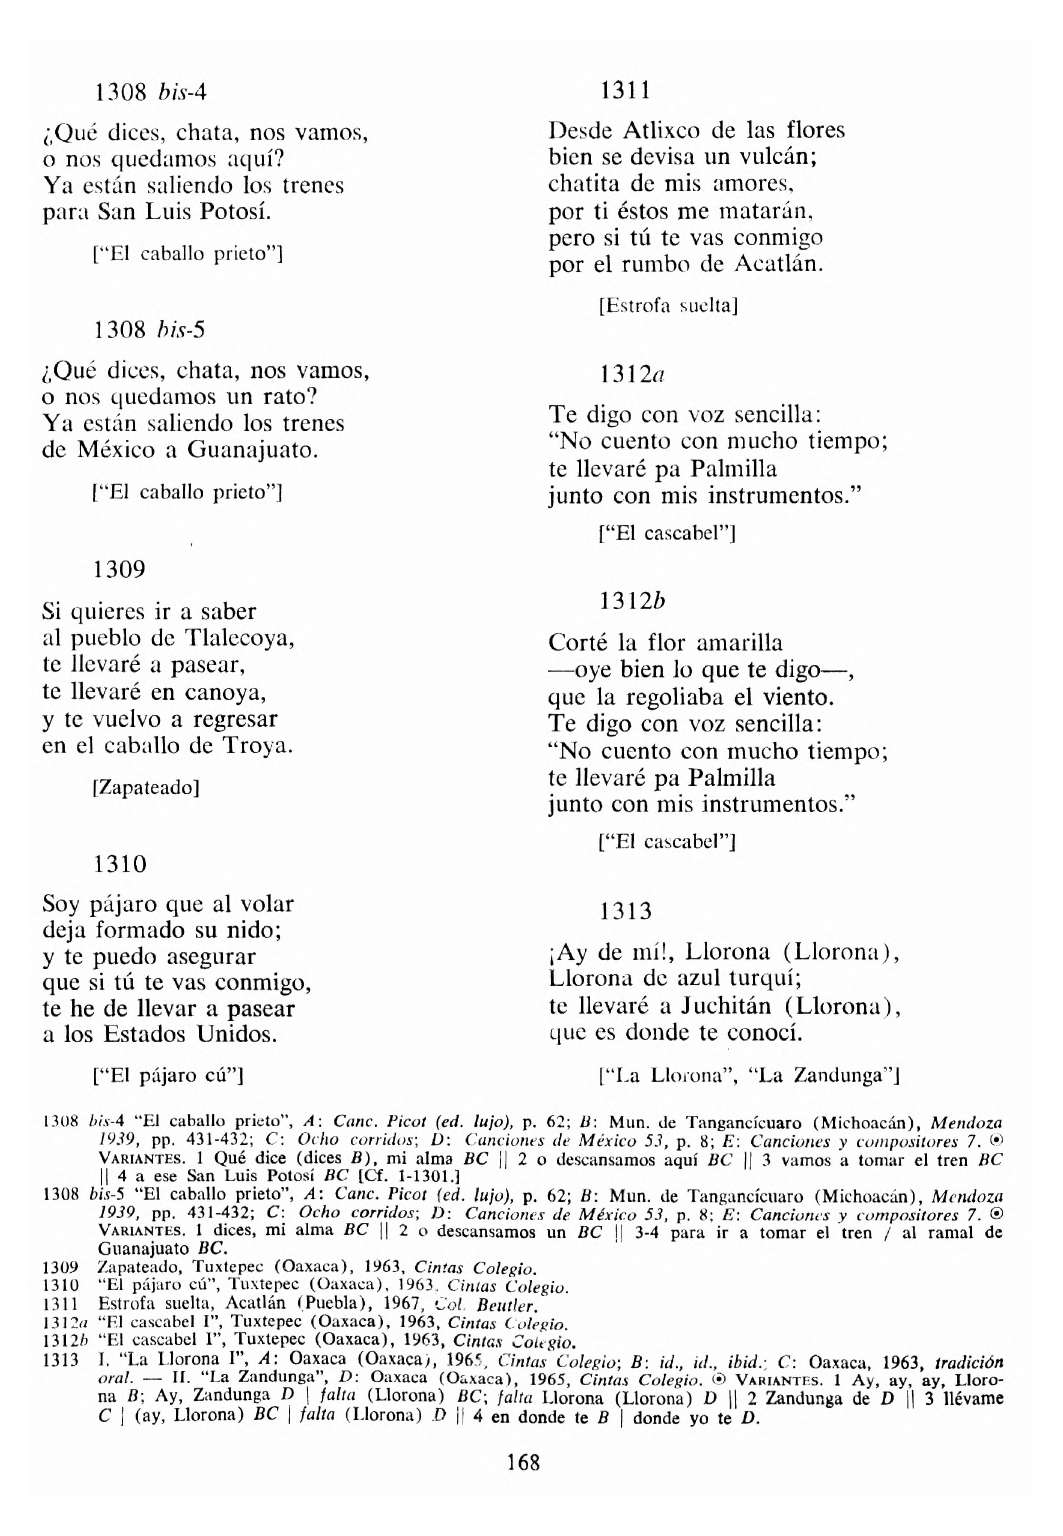 1308 bis-4
¿Qué dices, chata, nos vamos,
o nos quedamos aquí?
Ya están saliendo los trenes
para San Luis Potosí.
[“El caballo prieto”]
1308 bis-5
¿Qué dices, chata, nos vamos,
o nos quedamos un rato?
Ya están saliendo los trenes
de México a Guanajuato.
[“El caballo prieto”]
1309
Si quieres ir a saber
al pueblo de Tlalecoya,
te llevaré a pasear,
te llevaré en canoya,
y te vuelvo a regresar
en el caballo de Troya.
[Zapateado]
1310
Soy pájaro que al volar
deja formado su nido;
y te puedo asegurar
que si tú te vas conmigo,
te he de llevar a pasear
a los Estados Unidos.
[“El pájaro cú”]
1311
Desde Atlixco de las flores
bien se devisa un vulcán;
chatita de mis amores,
por ti éstos me matarán,
pero si tú te vas conmigo
por el rumbo de Acatlán.
[Estrofa suelta]
1312a
Te digo con voz sencilla:
“No cuento con mucho tiempo;
te llevaré pa Palmilla
junto con mis instrumentos.”
[“El cascabel”]
1312b
Corté la flor amarilla
—oye bien lo que te digo—,
que la regoliaba el viento.
Te digo con voz sencilla:
“No cuento con mucho tiempo;
te llevaré pa Palmilla
junto con mis instrumentos.”
[“El cascabel”]
1313
¡Ay de mí!, Llorona (Llorona),
Llorona de azul turquí;
te llevaré a Juchitán (Llorona),
que es donde te conocí.
[“La Llorona”, “La Zandunga”]
1308 bis-4 “El caballo prieto”, A: Canc. Picot (ed. lujo), p. 62; B: Mun. de Tangancícuaro (Michoacán), Mendoza
1939, pp. 431-432; C: Ocho corridos; D: Canciones de México 53, p. 8; E: Canciones y compositores 7. ⊙
VARIANTES. 1 Qué dice (dices B), mi alma BC || 2 o descansamos aquí BC || 3 vamos a tomar el tren BC
|| 4 a ese San Luis Potosí BC [Cf. 1-1301.]
1308 bis-5 “El caballo prieto”, A: Canc. Picot (ed. lujo), p. 62; B: Mun. de Tangancícuaro (Michoacán), Mendoza
1939, pp. 431-432; C: Ocho corridos; D: Canciones de México 53, p. 8; E: Canciones y compositores 7. ⊙
VARIANTES. 1 dices, mi alma BC || 2 o descansamos un BC || 3-4 para ir a tomar el tren / al ramal de
Guanajuato BC.
1309 Zapateado, Tuxtepec (Oaxaca), 1963, Cintas Colegio.
1310 “El pájaro cú”, Tuxtepec (Oaxaca), 1963, Cintas Colegio.
1311 Estrofa suelta, Acatlán (Puebla), 1967, Col. Beutler.
1312a “El cascabel I”, Tuxtepec (Oaxaca), 1963, Cintas Colegio.
1312b “El cascabel I”, Tuxtepec (Oaxaca), 1963, Cintas Colegio.
1313 I. “La Llorona I”, A: Oaxaca (Oaxaca), 1965, Cintas Colegio; B: id., id., ibid.; C: Oaxaca, 1963, tradición
oral. — II. “La Zandunga”, D: Oaxaca (Oaxaca), 1965, Cintas Colegio. ⊙ VARIANTES. 1 Ay, ay, ay, Lloro-
na B; Ay, Zandunga D | falta (Llorona) BC; falta Llorona (Llorona) D || 2 Zandunga de D || 3 llévame
C | (ay, Llorona) BC | falta (Llorona) D || 4 en donde te B | donde yo te D.
168